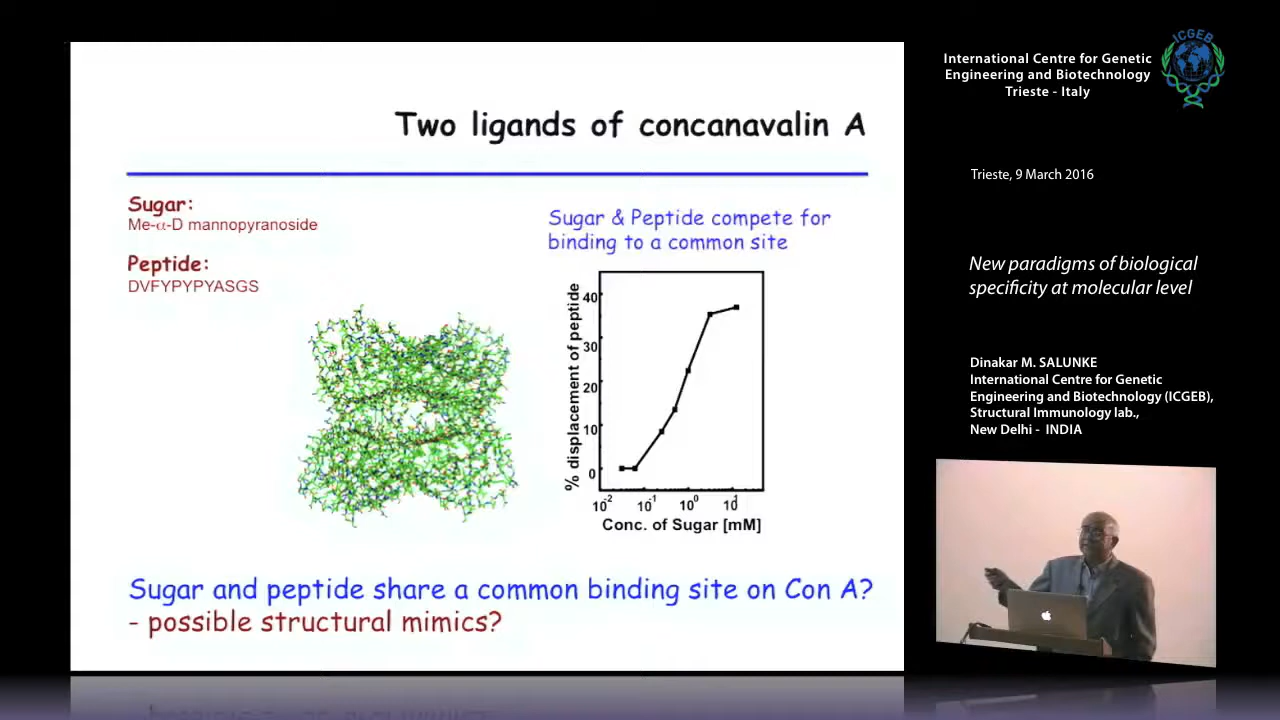 Two ligands of concanavalin A
Sugar:
Me-α-D mannopyranoside
Peptide:
DVFYPYPYASGS
Sugar & Peptide compete for
binding to a common site
% displacement of peptide
40
30
20
10
0
10-2 10-1 100 101
Conc. of Sugar [mM]
Sugar and peptide share a common binding site on Con A?
- possible structural mimics?
International Centre for Genetic
Engineering and Biotechnology
Trieste - Italy
ICGEB
Trieste, 9 March 2016
New paradigms of biological
specificity at molecular level
Dinakar M. SALUNKE
International Centre for Genetic
Engineering and Biotechnology (ICGEB),
Structural Immunology lab.,
New Delhi - INDIA